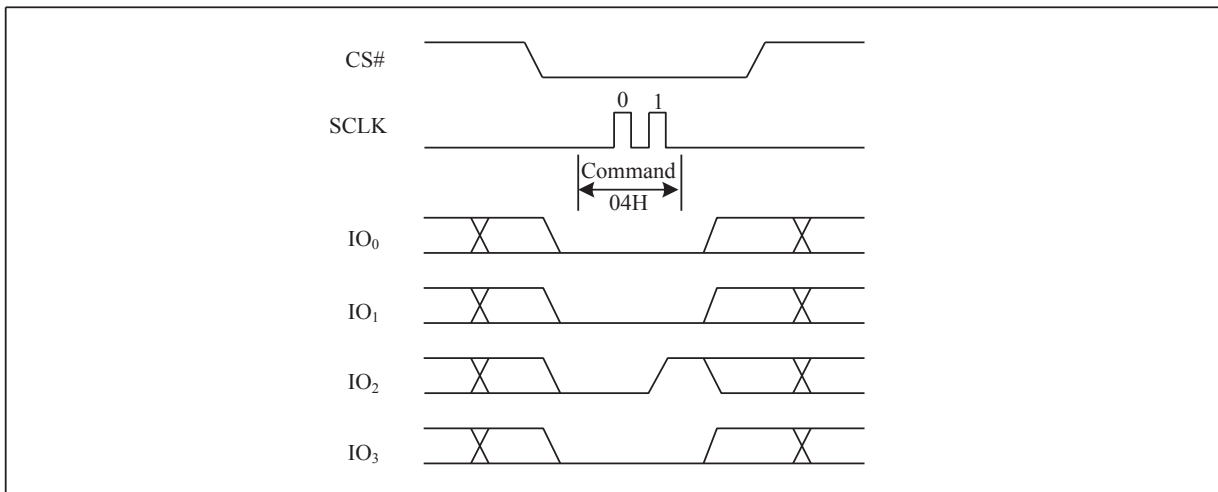 CS#
0 1
SCLK
Command
04H
IO₀
IO₁
IO₂
IO₃